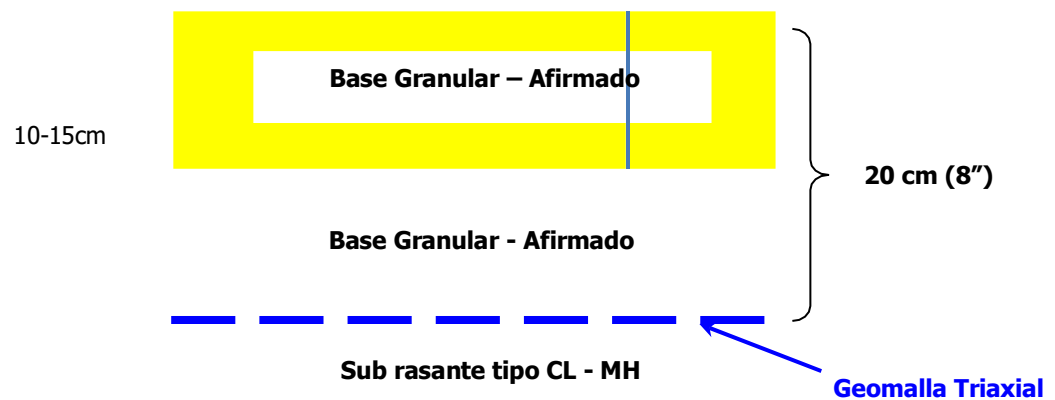 Base Granular – Afirmado
10-15cm
20 cm (8”)
Base Granular - Afirmado
Sub rasante tipo CL - MH
Geomalla Triaxial